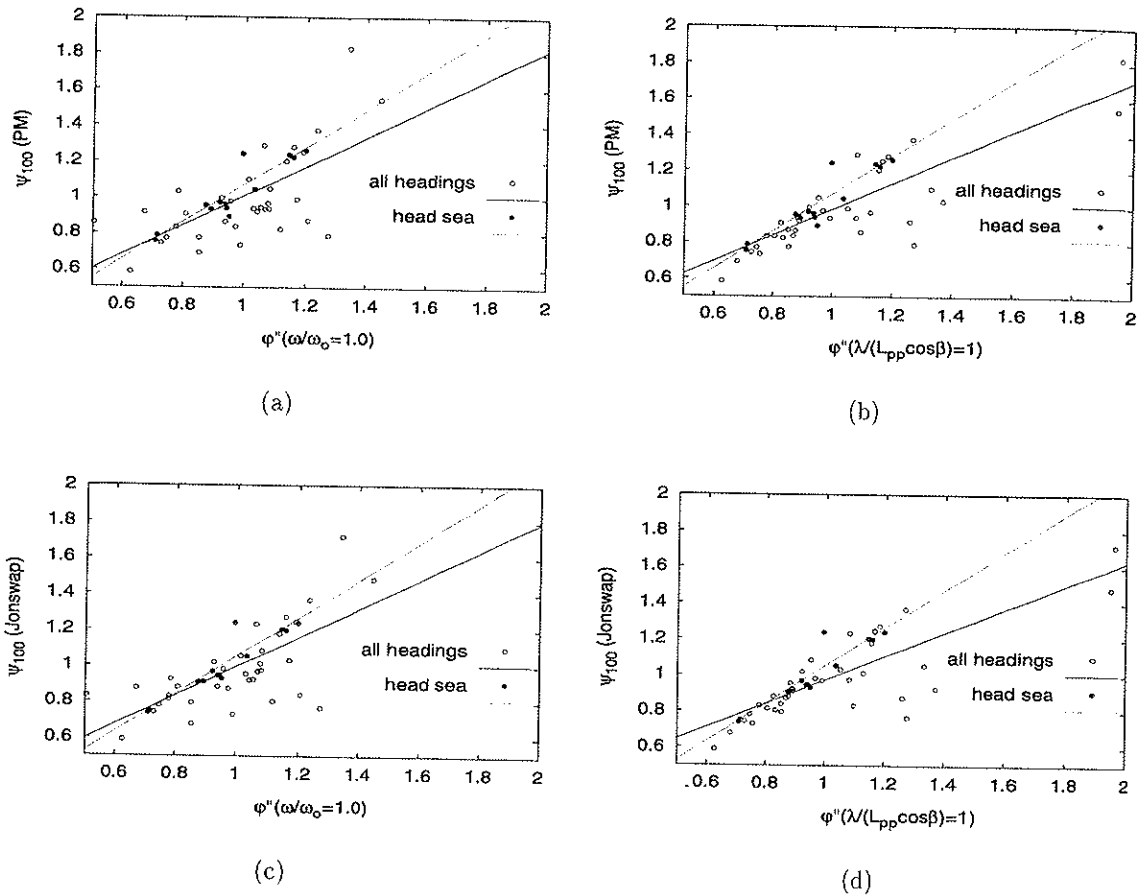 2
1.8
1.6
1.4
1.2
1
0.8
0.6
Ψ100 (PM)
all headings
head sea
0.6 0.8 1 1.2 1.4 1.6 1.8 2
φ"(ω/ωo=1.0)
(a)
2
1.8
1.6
1.4
1.2
1
0.8
0.6
Ψ100 (PM)
all headings
head sea
0.6 0.8 1 1.2 1.4 1.6 1.8 2
φ"(λ/(Lppcosβ)=1)
(b)
2
1.8
1.6
1.4
1.2
1
0.8
0.6
Ψ100 (Jonswap)
all headings
head sea
0.6 0.8 1 1.2 1.4 1.6 1.8 2
φ"(ω/ωo=1.0)
(c)
2
1.8
1.6
1.4
1.2
1
0.8
0.6
Ψ100 (Jonswap)
all headings
head sea
0.6 0.8 1 1.2 1.4 1.6 1.8 2
φ"(λ/(Lppcosβ)=1)
(d)